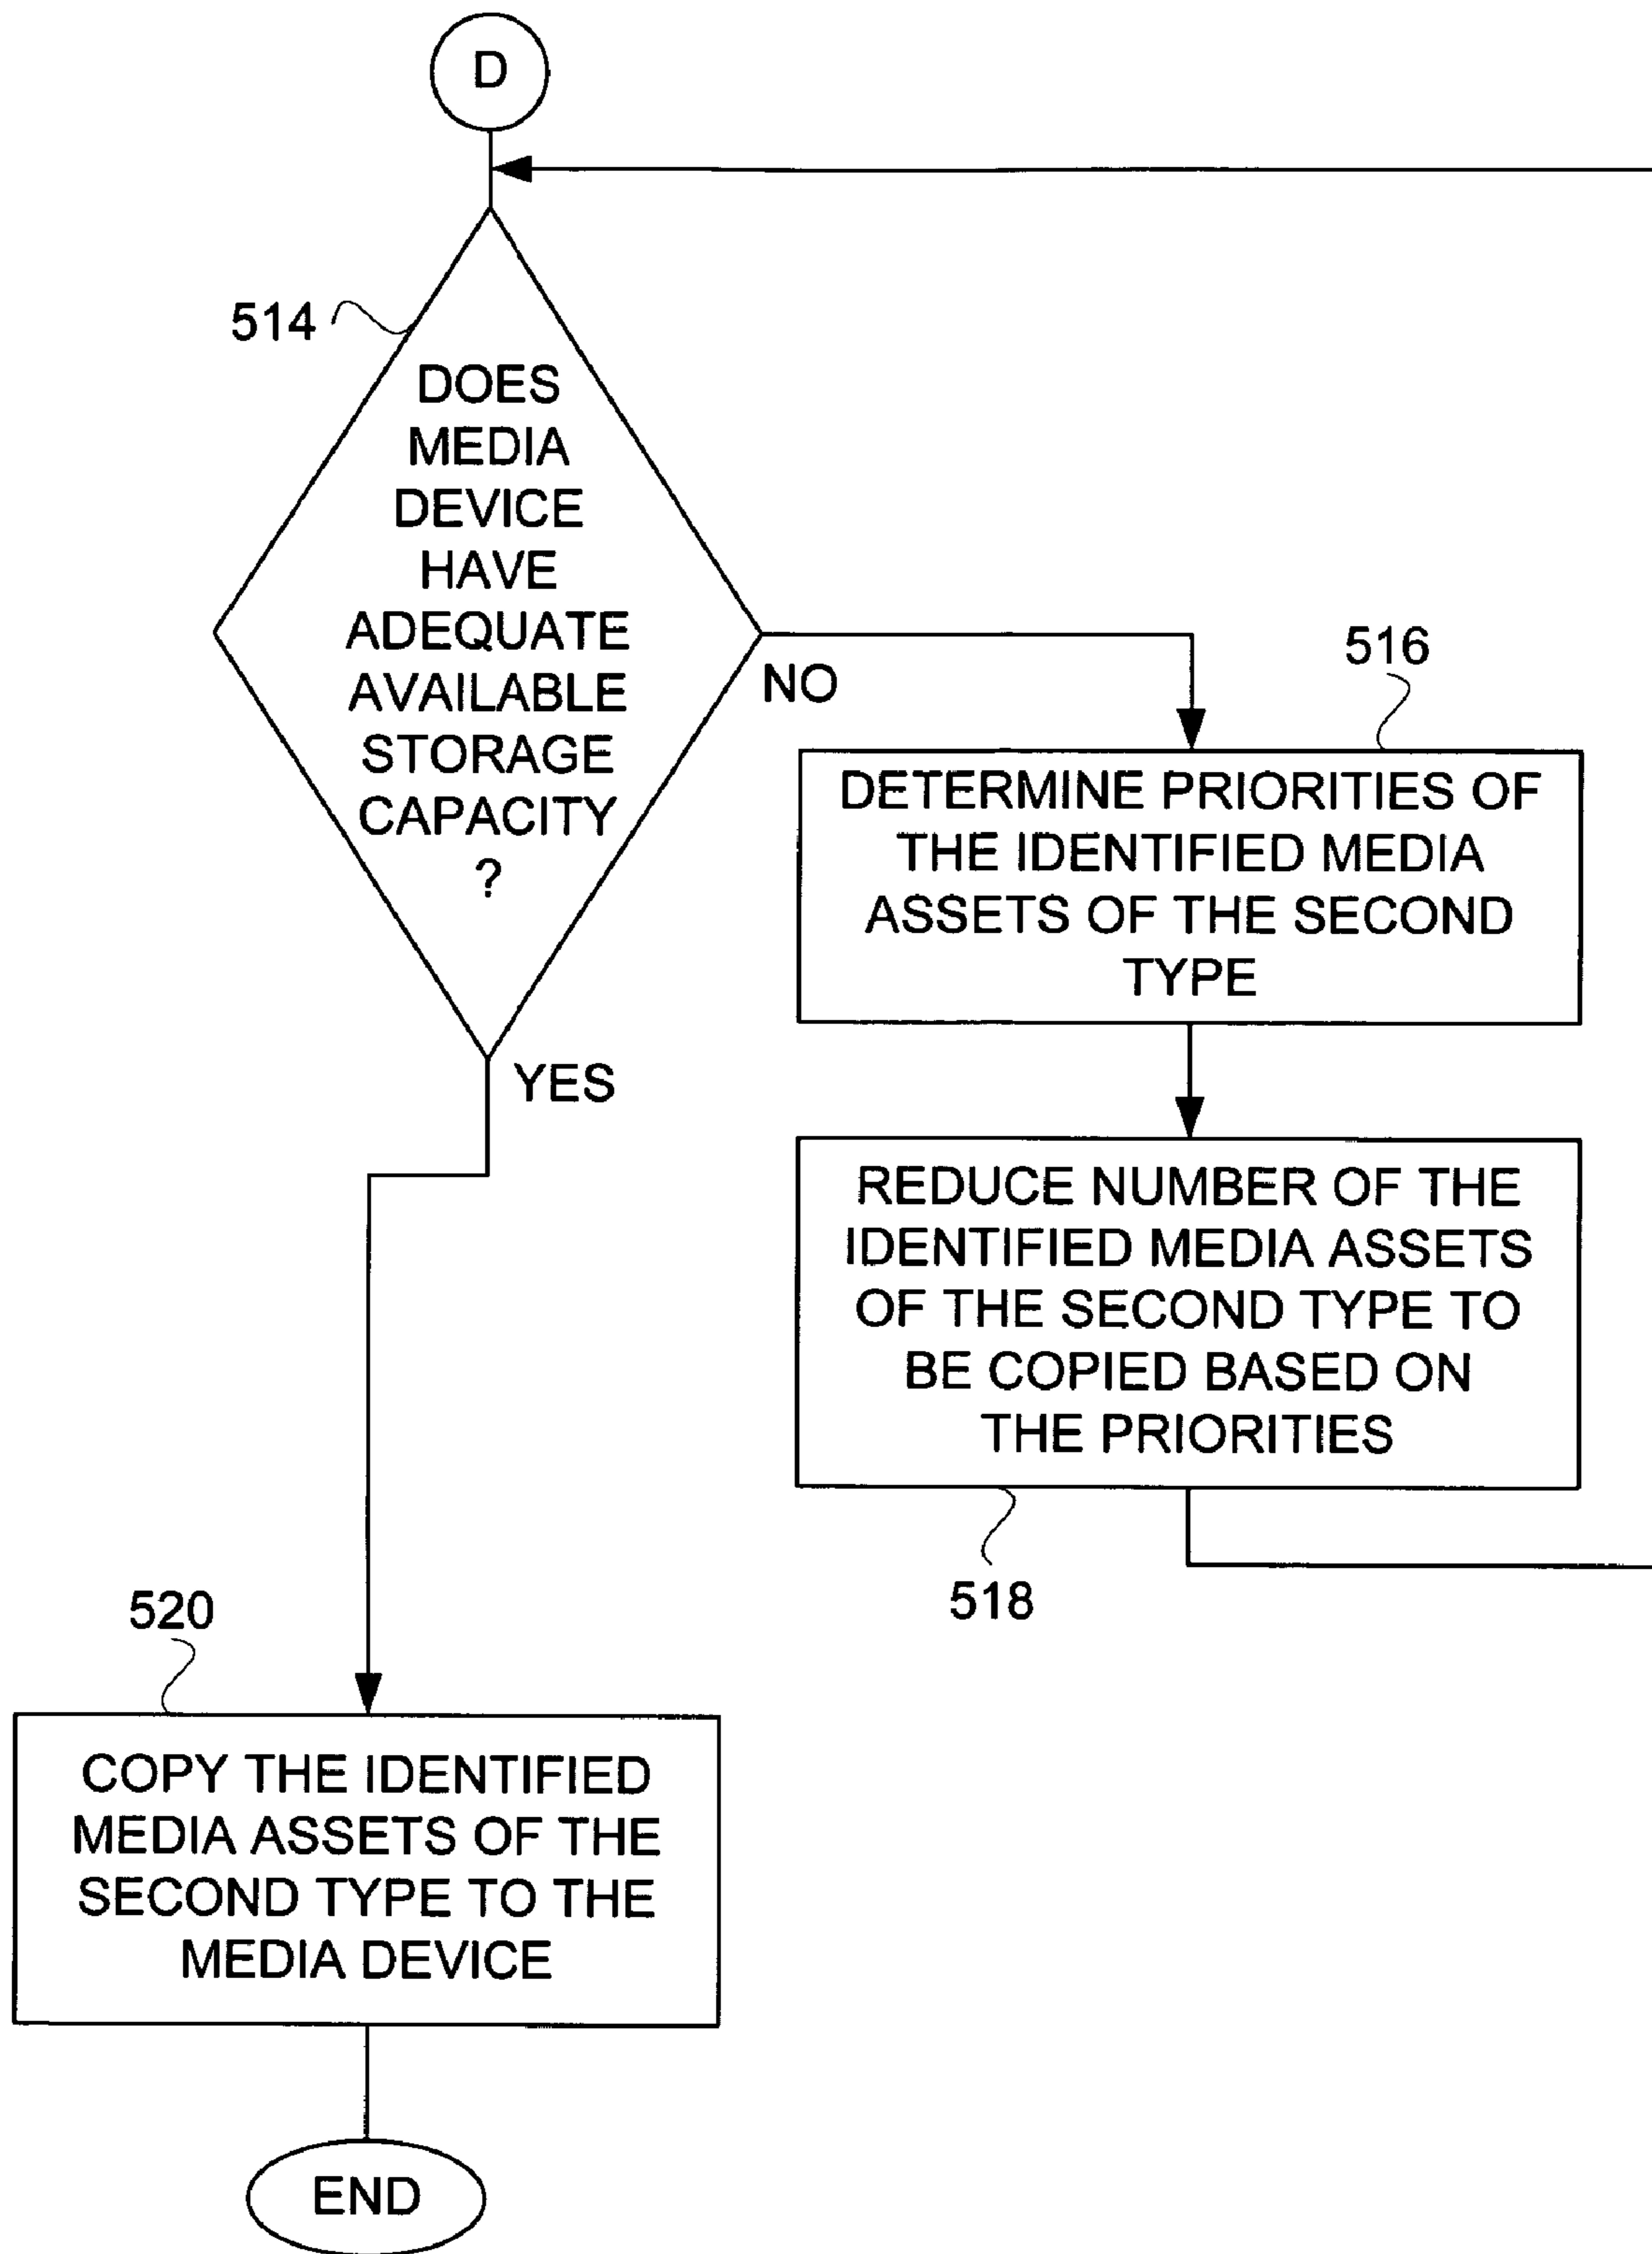 D
514
DOES
MEDIA
DEVICE
HAVE
ADEQUATE
AVAILABLE
STORAGE
CAPACITY
?
NO
YES
516
DETERMINE PRIORITIES OF
THE IDENTIFIED MEDIA
ASSETS OF THE SECOND
TYPE
REDUCE NUMBER OF THE
IDENTIFIED MEDIA ASSETS
OF THE SECOND TYPE TO
BE COPIED BASED ON
THE PRIORITIES
518
520
COPY THE IDENTIFIED
MEDIA ASSETS OF THE
SECOND TYPE TO THE
MEDIA DEVICE
END